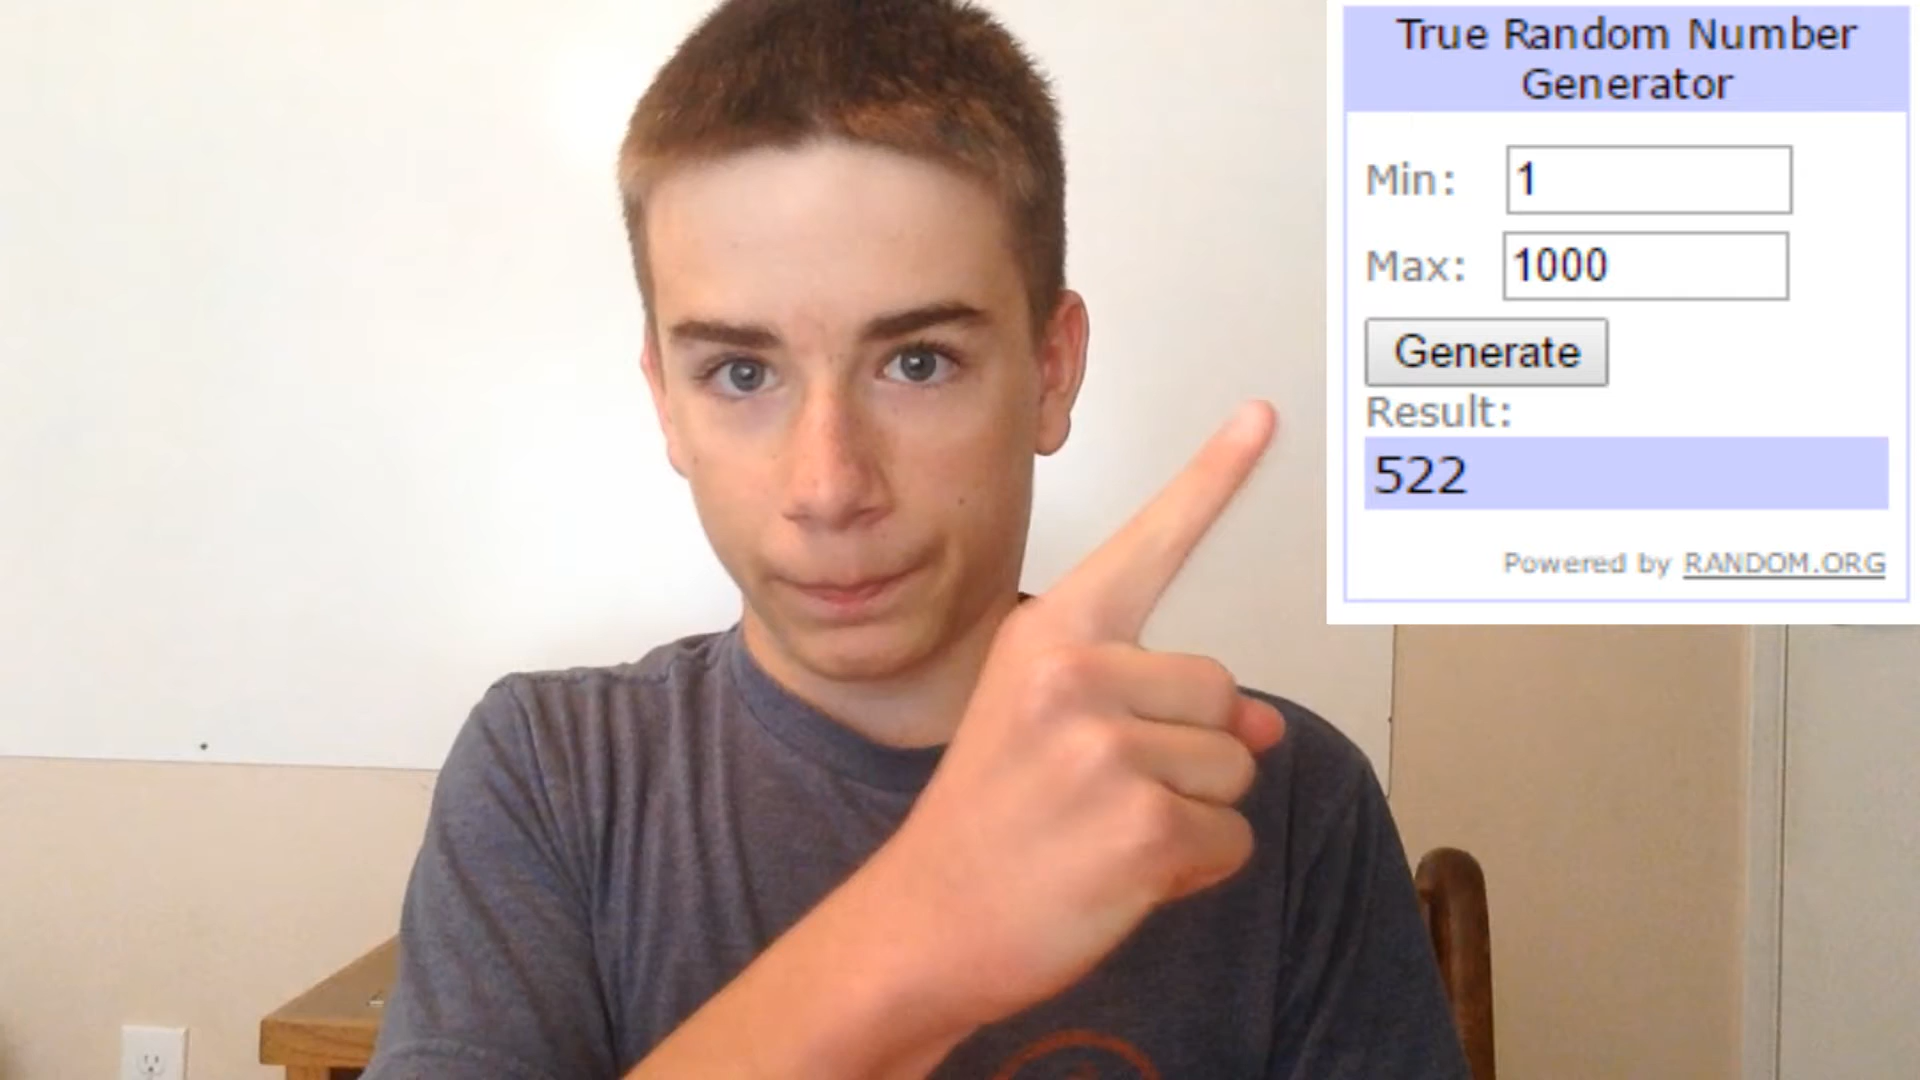 True Random Number
Generator
Min: 1
Max: 1000
Generate
Result:
522
Powered by RANDOM.ORG